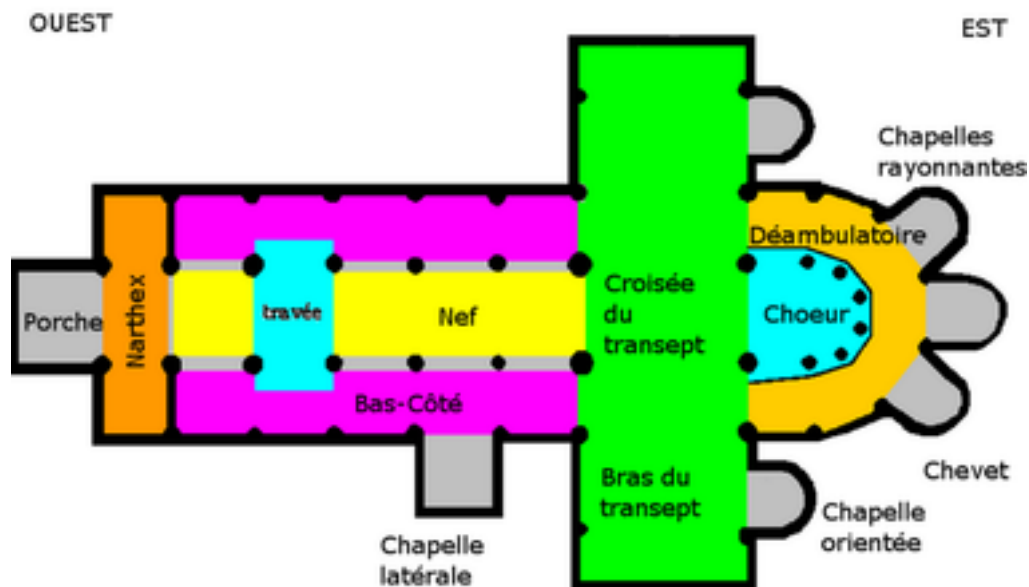 OUEST
EST
Chapelles
rayonnantes
Déambulatoire
Porche
Narthex
travée
Nef
Croisée
du
transept
Choeur
Bas-Côté
Bras du
transept
Chevet
Chapelle
orientée
Chapelle
latérale